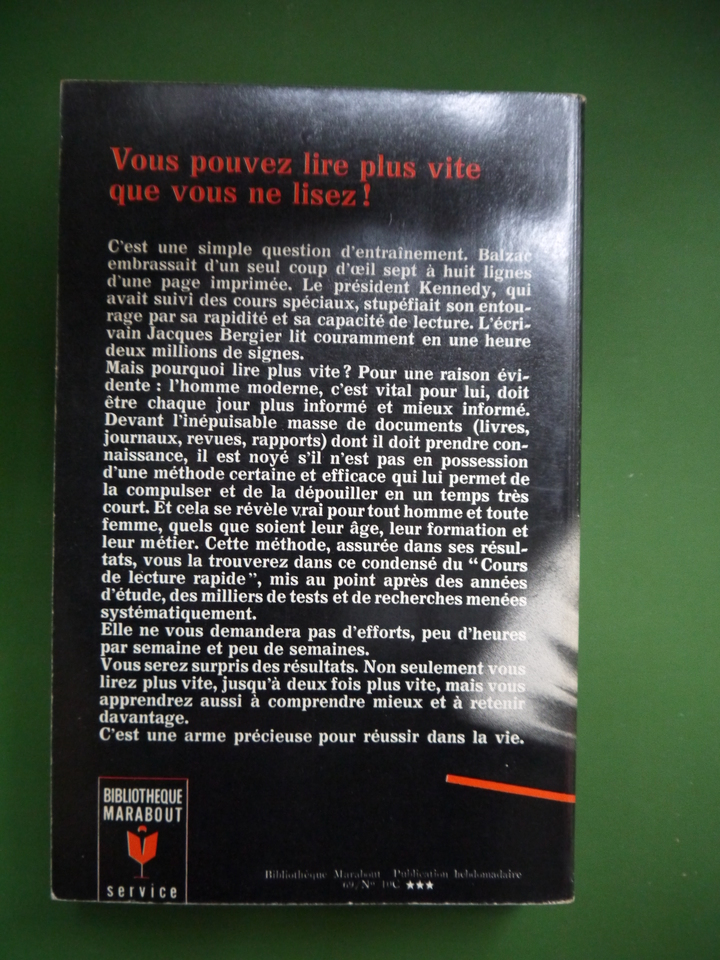 Vous pouvez lire plus vite
que vous ne lisez !
C'est une simple question d'entraînement. Balzac
embrassait d'un seul coup d'œil sept à huit lignes
d'une page imprimée. Le président Kennedy, qui
avait suivi des cours spéciaux, stupéfiait son entou-
rage par sa rapidité et sa capacité de lecture. L'écri-
vain Jacques Bergier lit couramment en une heure
deux millions de signes.
Mais pourquoi lire plus vite ? Pour une raison évi-
dente : l'homme moderne, c'est vital pour lui, doit
être chaque jour plus informé et mieux informé.
Devant l'inépuisable masse de documents (livres,
journaux, revues, rapports) dont il doit prendre con-
naissance, il est noyé s'il n'est pas en possession
d'une méthode certaine et efficace qui lui permet de
la compulser et de la dépouiller en un temps très
court. Et cela se révèle vrai pour tout homme et toute
femme, quels que soient leur âge, leur formation et
leur métier. Cette méthode, assurée dans ses résul-
tats, vous la trouverez dans ce condensé du "Cours
de lecture rapide", mis au point après des années
d'étude, des milliers de tests et de recherches menées
systématiquement.
Elle ne vous demandera pas d'efforts, peu d'heures
par semaine et peu de semaines.
Vous serez surpris des résultats. Non seulement vous
lirez plus vite, jusqu'à deux fois plus vite, mais vous
apprendrez aussi à comprendre mieux et à retenir
davantage.
C'est une arme précieuse pour réussir dans la vie.
BIBLIOTHEQUE
MARABOUT
service
Bibliothèque Marabout Publication hebdomadaire
69/N° ★★★